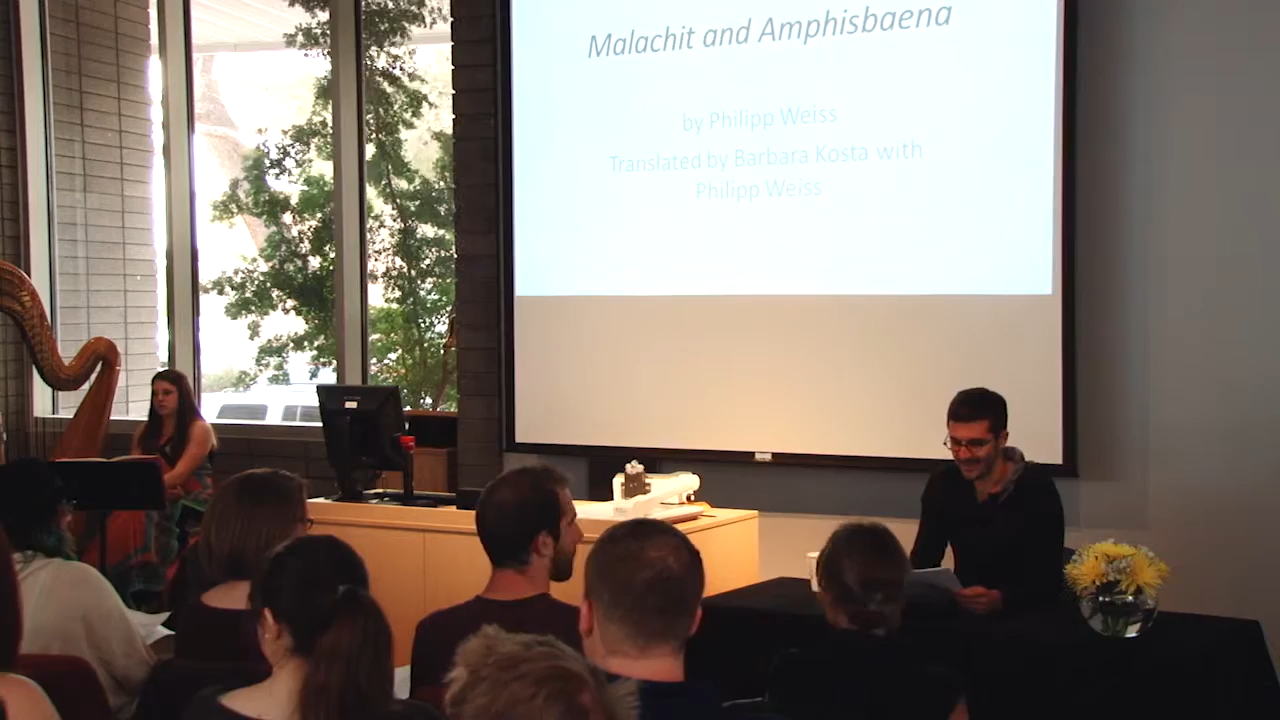 Malachit and Amphisbaena
by Philipp Weiss
Translated by Barbara Kosta with
Philipp Weiss